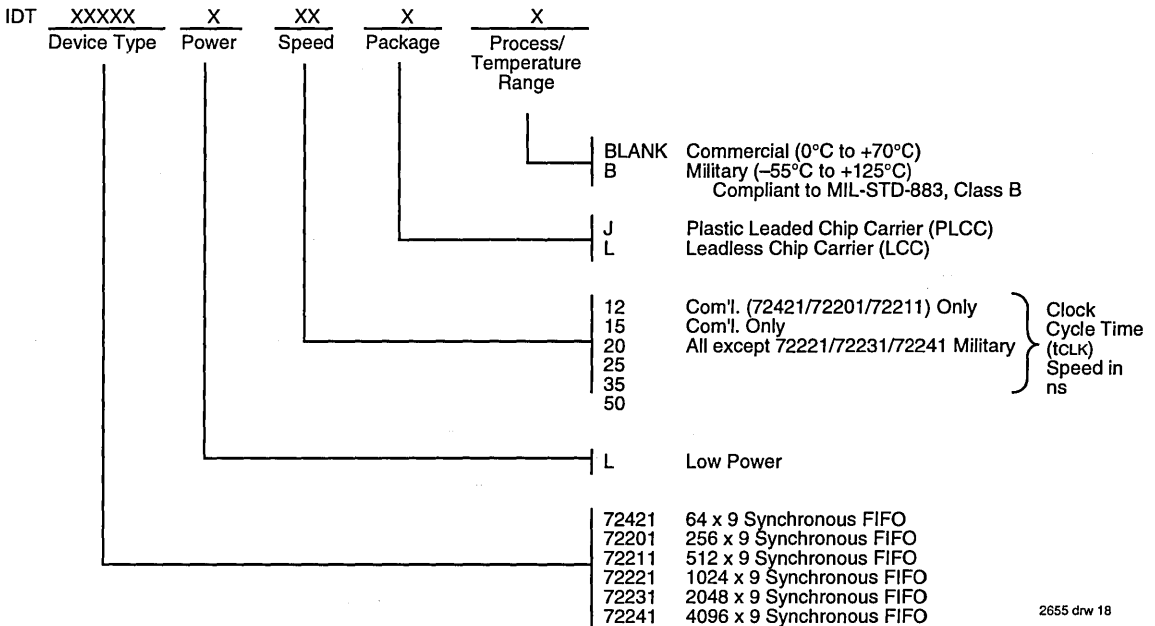 IDT XXXXX X XX X X
Device Type Power Speed Package Process/
Temperature
Range
BLANK Commercial (0°C to +70°C)
B Military (–55°C to +125°C)
Compliant to MIL-STD-883, Class B
J Plastic Leaded Chip Carrier (PLCC)
L Leadless Chip Carrier (LCC)
12 Com'l. (72421/72201/72211) Only
15 Com'l. Only
20 All except 72221/72231/72241 Military
25
35
50
Clock
Cycle Time
(tCLK)
Speed in
ns
L Low Power
72421 64 x 9 Synchronous FIFO
72201 256 x 9 Synchronous FIFO
72211 512 x 9 Synchronous FIFO
72221 1024 x 9 Synchronous FIFO
72231 2048 x 9 Synchronous FIFO
72241 4096 x 9 Synchronous FIFO
2655 drw 18